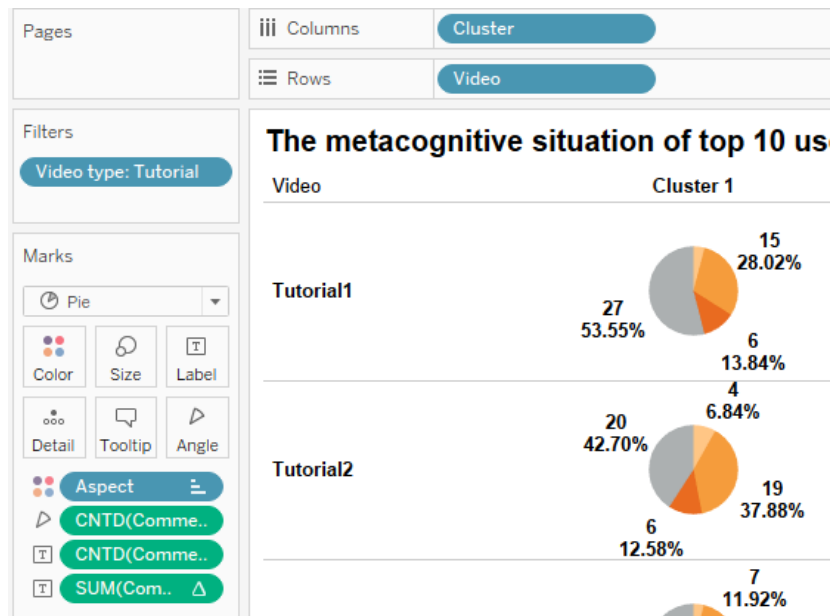 Pages
Columns
Cluster
Rows
Video
Filters
Video type: Tutorial
The metacognitive situation of top 10
Video
Cluster 1
Marks
Pie
Color
Size
Label
Detail
Tooltip
Angle
Aspect
CNTD(Comme..
CNTD(Comme..
SUM(Com..
Tutorial1
15
28.02%
27
53.55%
6
13.84%
Tutorial2
4
6.84%
20
42.70%
19
37.88%
6
12.58%
7
11.92%